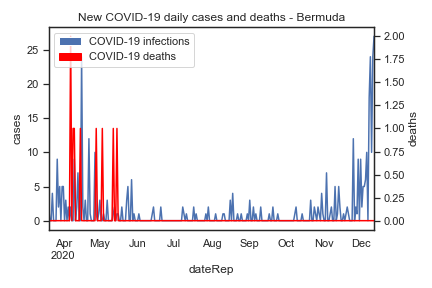 New COVID-19 daily cases and deaths - Bermuda
COVID-19 infections
COVID-19 deaths
cases
25
20
15
10
5
0
deaths
2.00
1.75
1.50
1.25
1.00
0.75
0.50
0.25
0.00
Apr May Jun Jul Aug Sep Oct Nov Dec
2020
dateRep